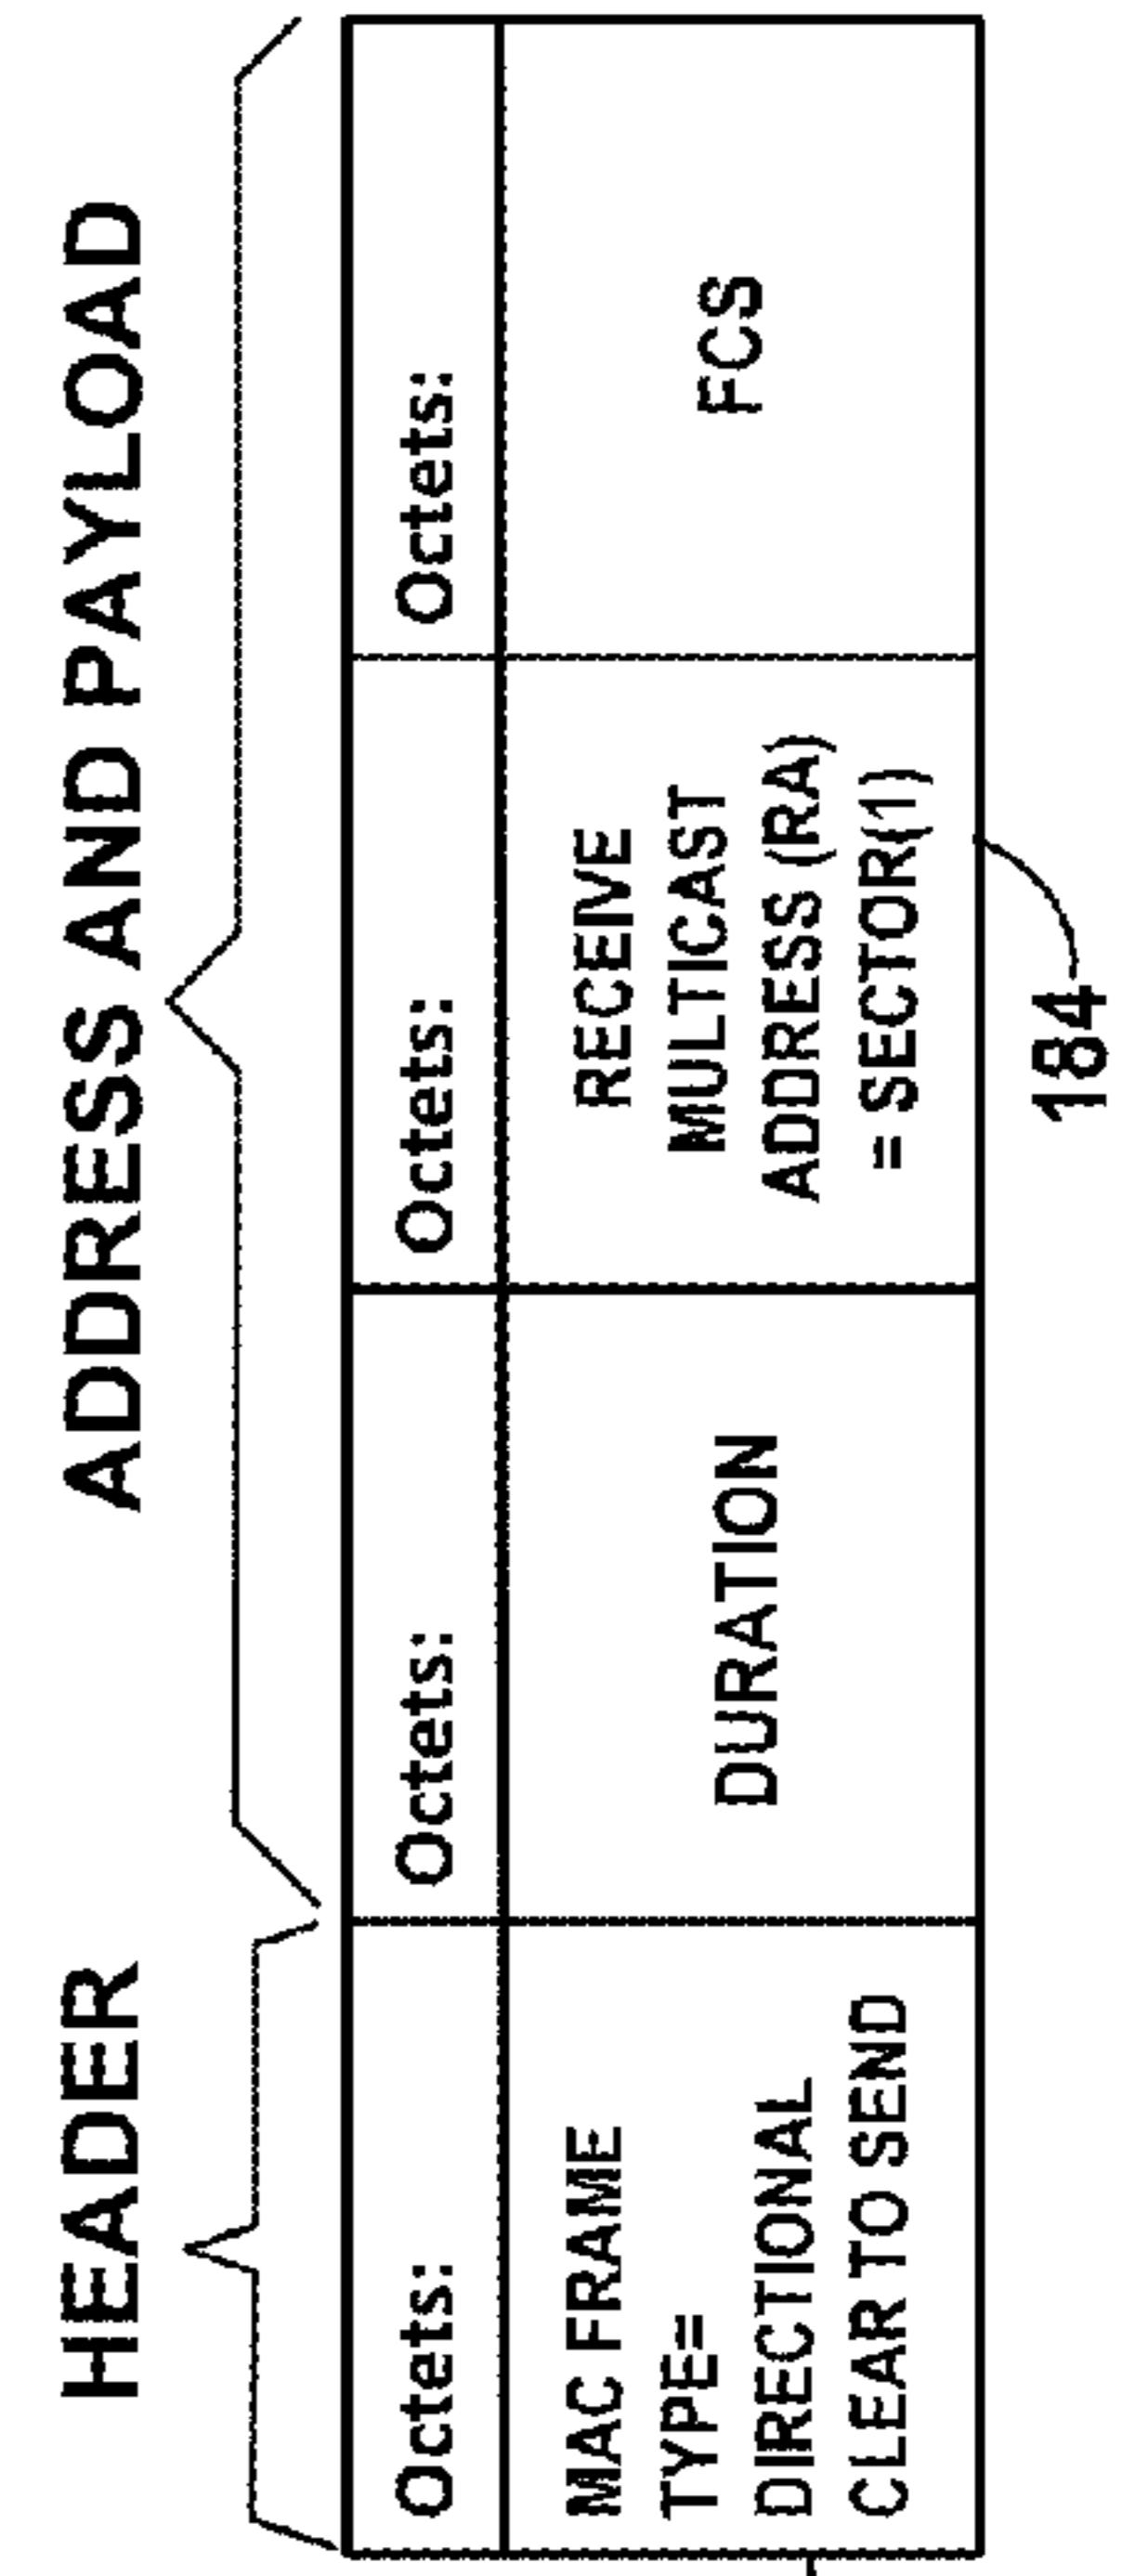 HEADER
ADDRESS AND PAYLOAD
Octets:
Octets:
Octets:
Octets:
MAC FRAME
TYPE=
DIRECTIONAL
CLEAR TO SEND
DURATION
RECEIVE
MULTICAST
ADDRESS (RA)
= SECTOR(1)
FCS
184